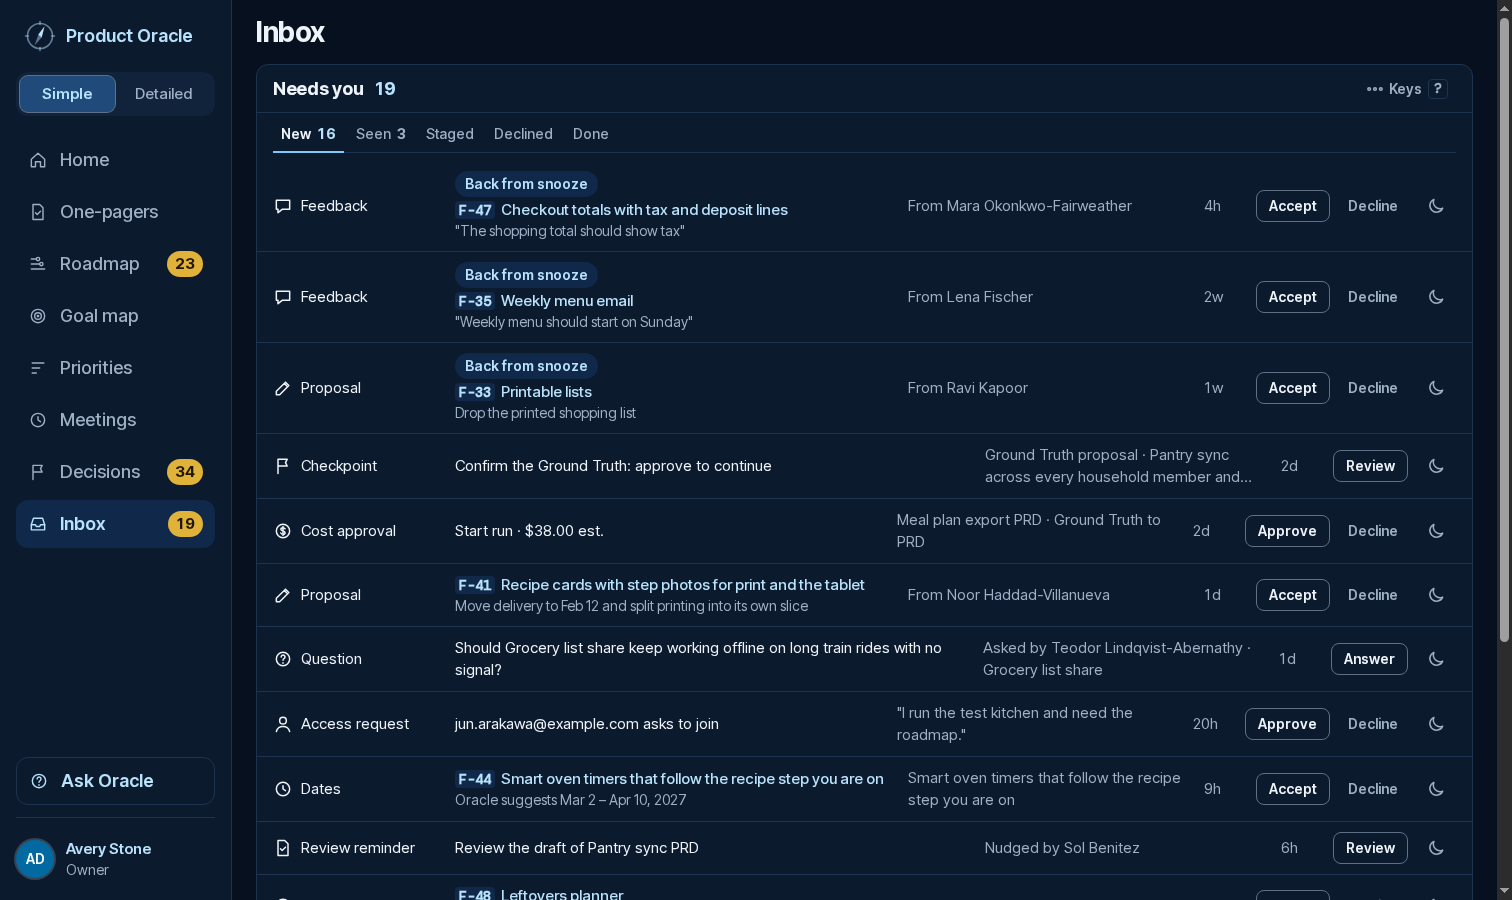 Product Oracle
Simple Detailed
Home
One-pagers
Roadmap 23
Goal map
Priorities
Meetings
Decisions 34
Inbox 19
Ask Oracle
AD Avery Stone
Owner
Inbox
Needs you 19 ••• Keys ?
New 16 Seen 3 Staged Declined Done
Back from snooze
Feedback F-47 Checkout totals with tax and deposit lines From Mara Okonkwo-Fairweather 4h Accept Decline
"The shopping total should show tax"
Back from snooze
Feedback F-35 Weekly menu email From Lena Fischer 2w Accept Decline
"Weekly menu should start on Sunday"
Back from snooze
Proposal F-33 Printable lists From Ravi Kapoor 1w Accept Decline
Drop the printed shopping list
Checkpoint Confirm the Ground Truth: approve to continue Ground Truth proposal · Pantry sync 2d Review
across every household member and...
Cost approval Start run · $38.00 est. Meal plan export PRD · Ground Truth to 2d Approve Decline
PRD
Proposal F-41 Recipe cards with step photos for print and the tablet From Noor Haddad-Villanueva 1d Accept Decline
Move delivery to Feb 12 and split printing into its own slice
Question Should Grocery list share keep working offline on long train rides with no Asked by Teodor Lindqvist-Abernathy · 1d Answer
signal? Grocery list share
Access request jun.arakawa@example.com asks to join "I run the test kitchen and need the 20h Approve Decline
roadmap."
Dates F-44 Smart oven timers that follow the recipe step you are on Smart oven timers that follow the recipe 9h Accept Decline
Oracle suggests Mar 2 – Apr 10, 2027 step you are on
Review reminder Review the draft of Pantry sync PRD Nudged by Sol Benitez 6h Review
F-48 Leftovers planner